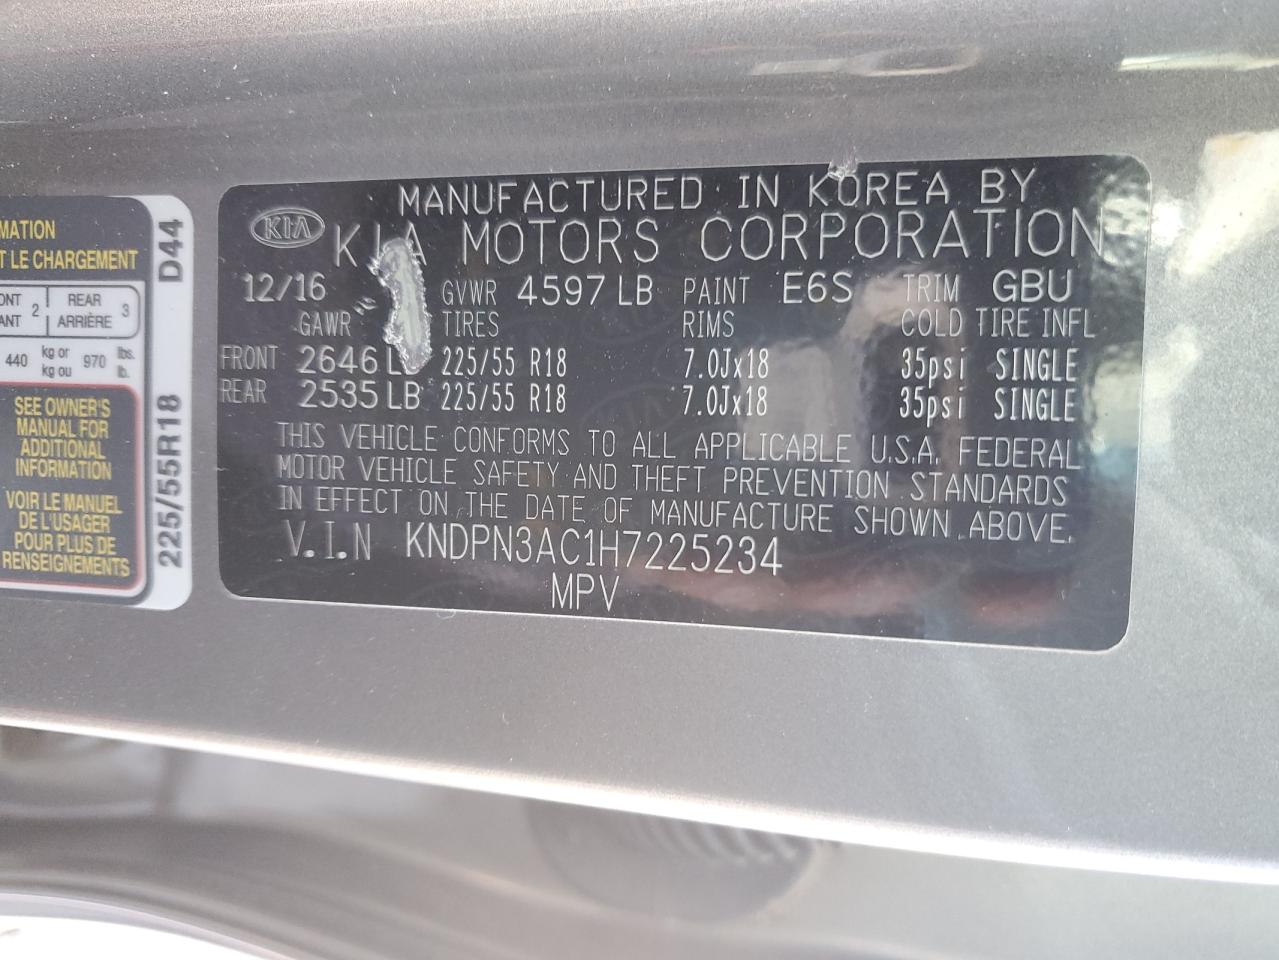 MATION
T LE CHARGEMENT
2
REAR
ARRIÈRE
3
440
kg or
kg ou
970
lbs.
lb.
SEE OWNER'S
MANUAL FOR
ADDITIONAL
INFORMATION
VOIR LE MANUEL
DE L'USAGER
POUR PLUS DE
RENSEIGNEMENTS
225/55R18 D44
MANUFACTURED IN KOREA BY
KIA KIA MOTORS CORPORATION
12/16 GVWR 4597 LB PAINT E6S TRIM GBU
GAWR TIRES RIMS COLD TIRE INFL
FRONT 2646 LB 225/55 R18 7.0Jx18 35psi SINGLE
REAR 2535 LB 225/55 R18 7.0Jx18 35psi SINGLE
THIS VEHICLE CONFORMS TO ALL APPLICABLE U.S.A. FEDERAL
MOTOR VEHICLE SAFETY AND THEFT PREVENTION STANDARDS
IN EFFECT ON THE DATE OF MANUFACTURE SHOWN ABOVE.
V.I.N KNDPN3AC1H7225234
MPV